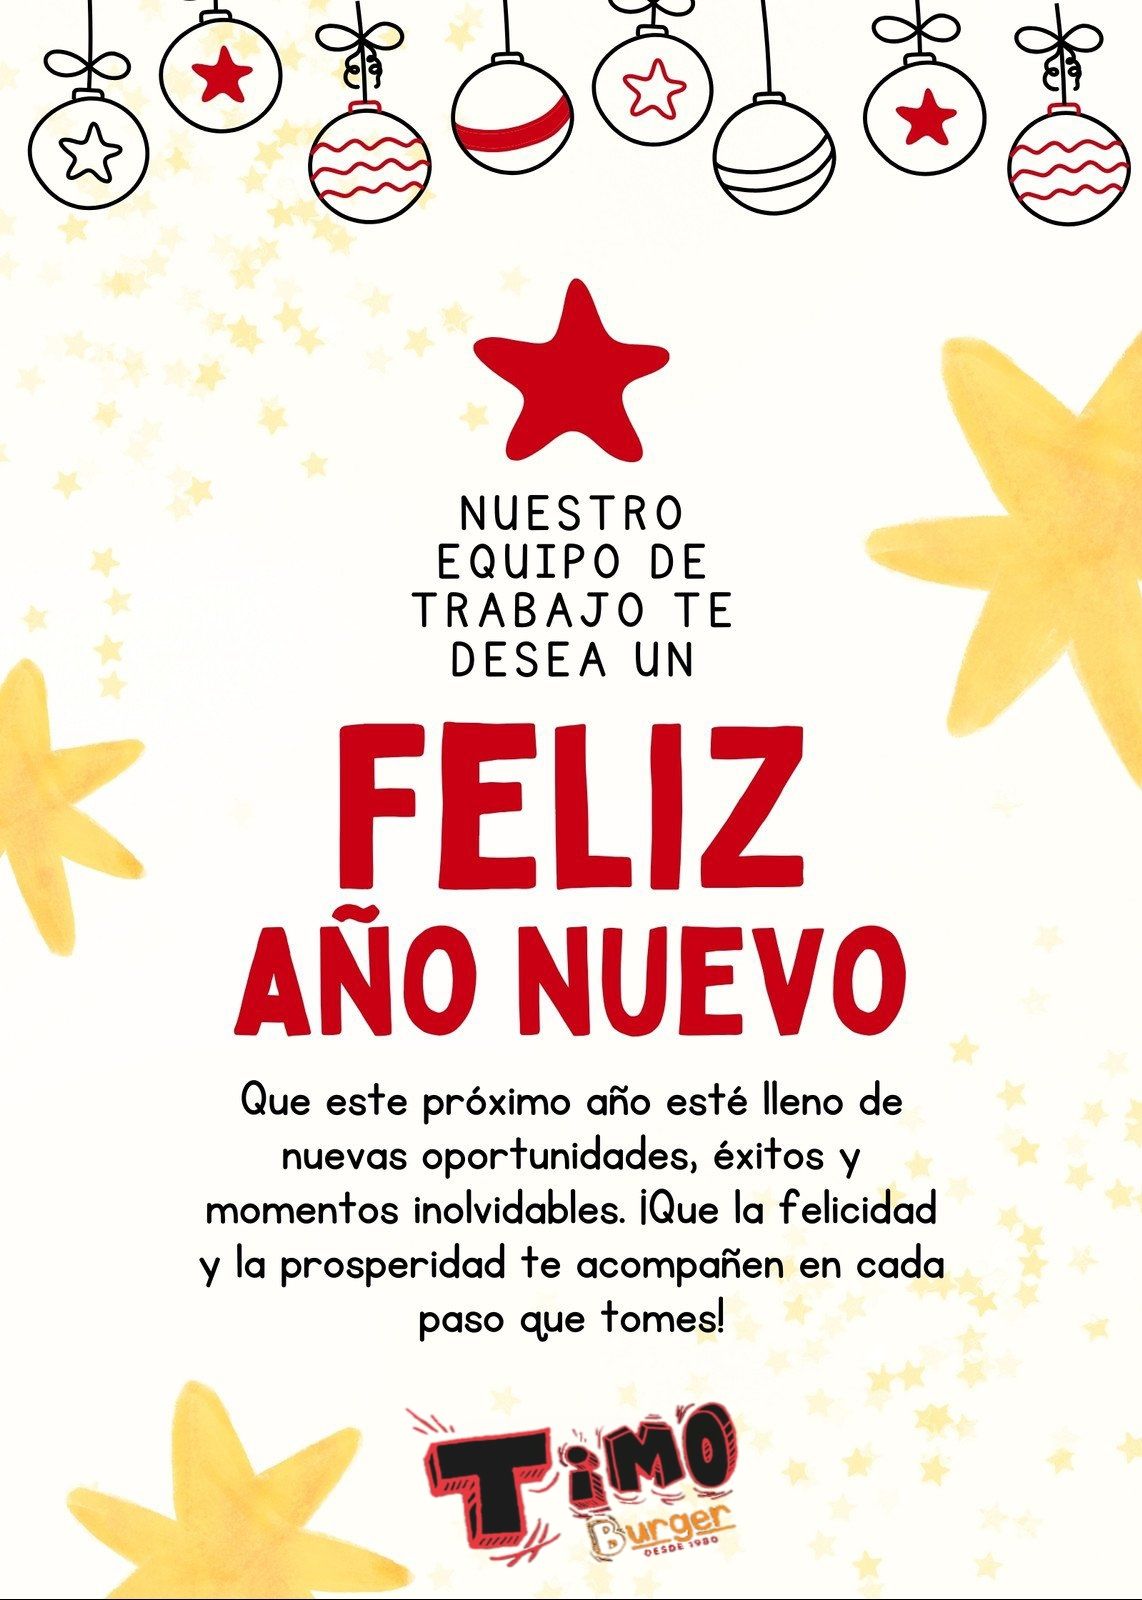 NUESTRO
EQUIPO DE
TRABAJO TE
DESEA UN
FELIZ
AÑO NUEVO
Que este próximo año esté lleno de
nuevas oportunidades, éxitos y
momentos inolvidables. ¡Que la felicidad
y la prosperidad te acompañen en cada
paso que tomes!
TiMO
Burger
DESDE 1980